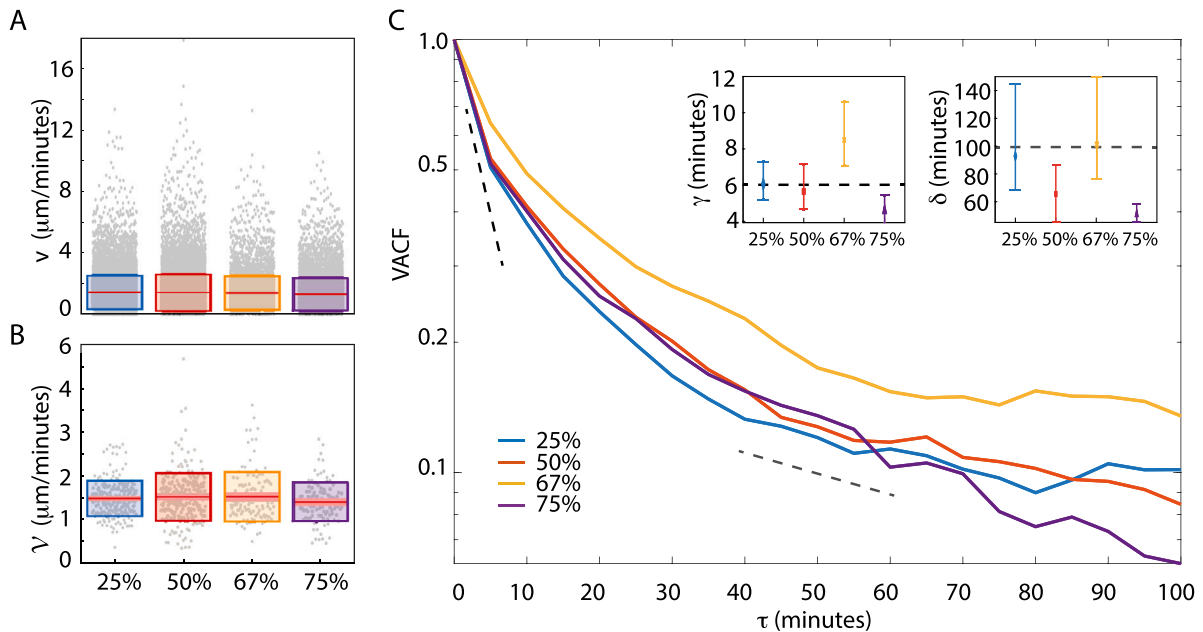 A
v (μm/minutes)
16
12
8
4
0
B
𝒱 (μm/minutes)
6
5
4
3
2
1
0
25% 50% 67% 75%
C
VACF
1.0
0.5
0.2
0.1
0 10 20 30 40 50 60 70 80 90 100
τ (minutes)
25%
50%
67%
75%
γ (minutes)
12
10
8
6
4
25% 50% 67% 75%
δ (minutes)
140
120
100
80
60
25% 50% 67% 75%